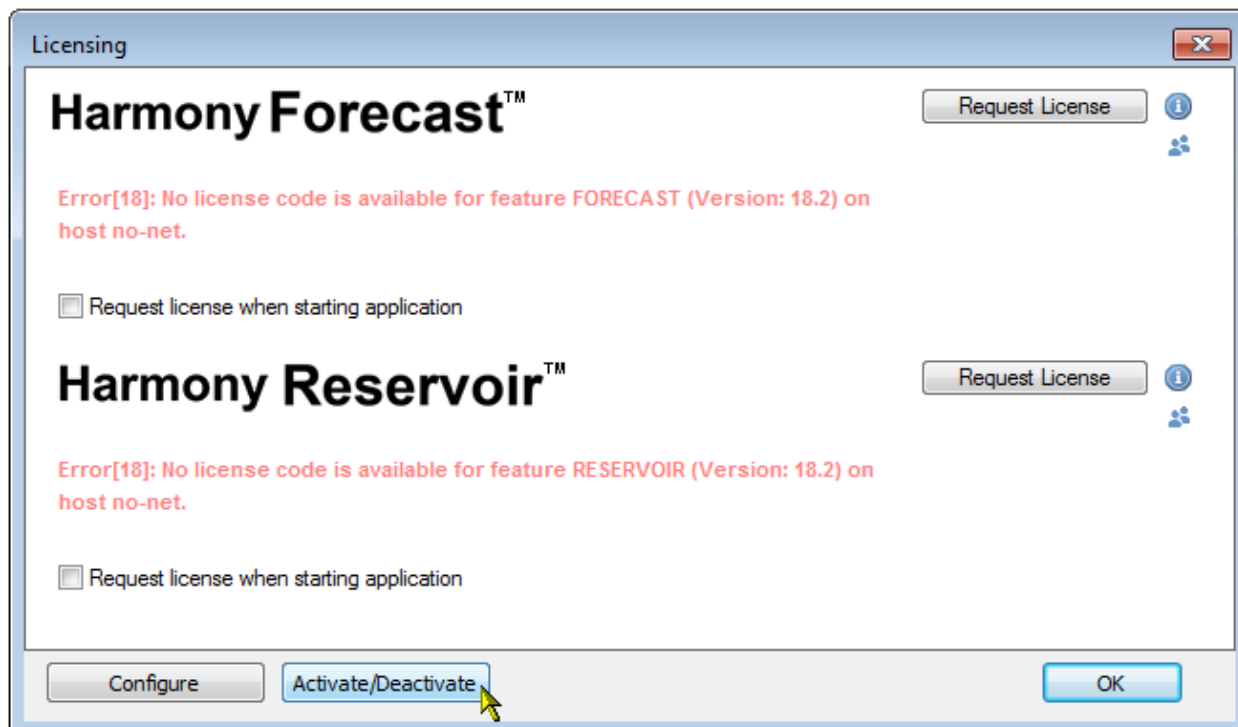 Licensing
Harmony Forecast™
Request License
Error[18]: No license code is available for feature FORECAST (Version: 18.2) on
host no-net.
Request license when starting application
Harmony Reservoir™
Request License
Error[18]: No license code is available for feature RESERVOIR (Version: 18.2) on
host no-net.
Request license when starting application
Configure
Activate/Deactivate
OK